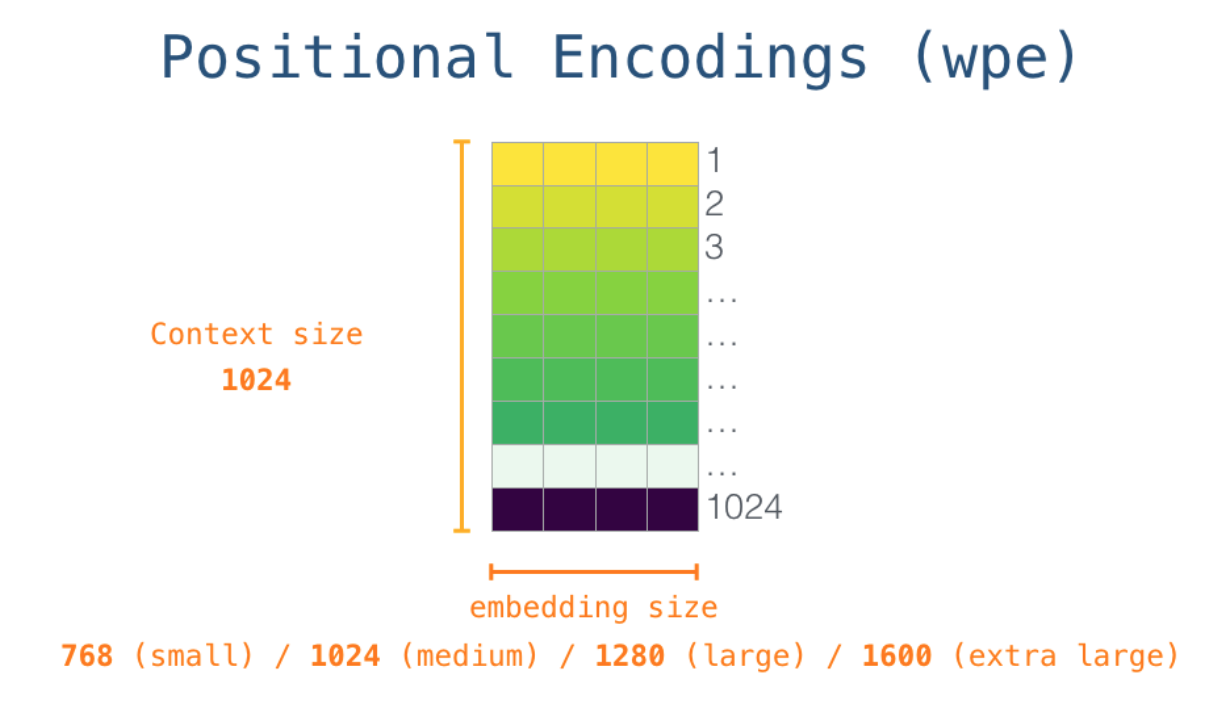 Positional Encodings (wpe)
1
2
3
...
...
...
...
...
1024
Context size
1024
embedding size
768 (small) / 1024 (medium) / 1280 (large) / 1600 (extra large)